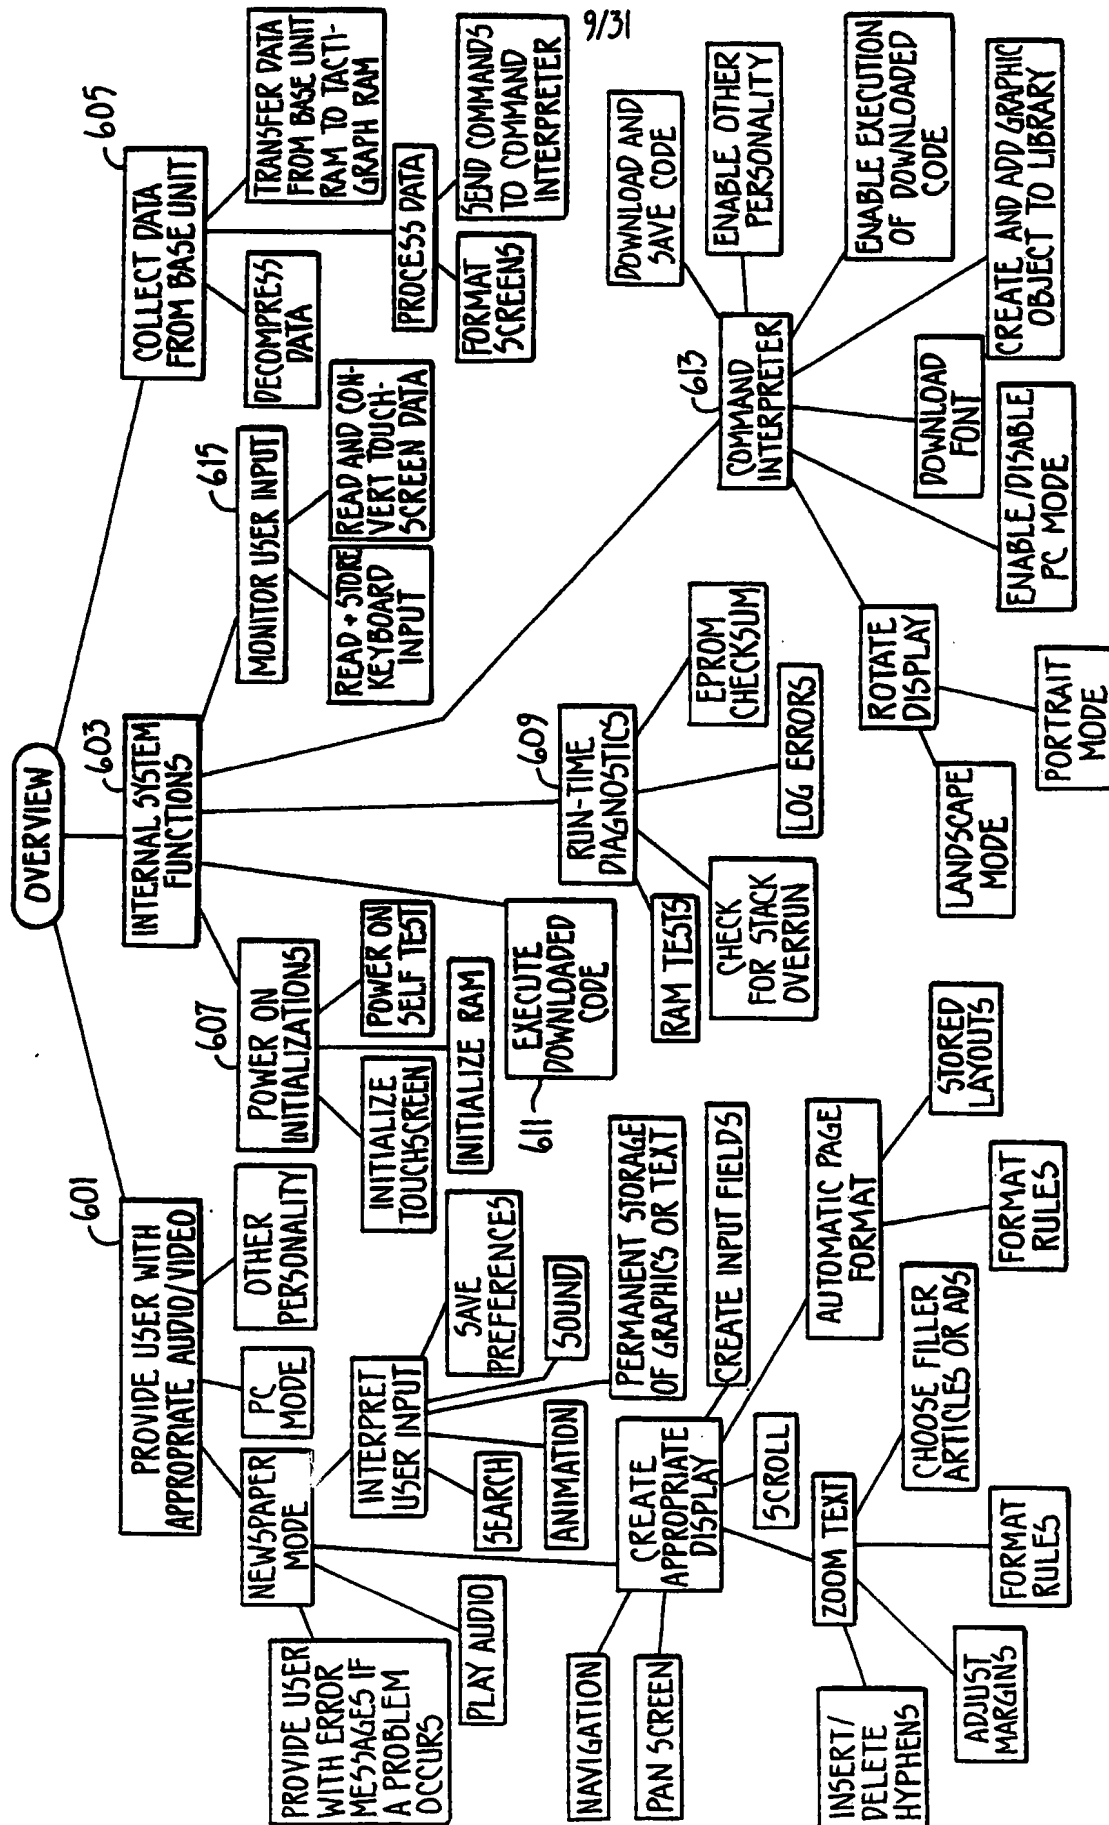 9/31
OVERVIEW
601
PROVIDE USER WITH
APPROPRIATE AUDIO/VIDEO
603
INTERNAL SYSTEM
FUNCTIONS
605
COLLECT DATA
FROM BASE UNIT
NEWSPAPER
MODE
PC
MODE
OTHER
PERSONALITY
607
POWER ON
INITIALIZATIONS
615
MONITOR USER INPUT
DECOMPRESS
DATA
TRANSFER DATA
FROM BASE UNIT
RAM TO TACTI-
GRAPH RAM
PROVIDE USER
WITH ERROR
MESSAGES IF
A PROBLEM
OCCURS
PLAY AUDIO
INTERPRET
USER INPUT
INITIALIZE
TOUCHSCREEN
POWER ON
SELF TEST
INITIALIZE RAM
READ + STORE
KEYBOARD
INPUT
READ AND CON-
VERT TOUCH-
SCREEN DATA
PROCESS DATA
FORMAT
SCREENS
SEND COMMANDS
TO COMMAND
INTERPRETER
SEARCH
ANIMATION
SOUND
SAVE
PREFERENCES
PERMANENT STORAGE
OF GRAPHICS OR TEXT
611
EXECUTE
DOWNLOADED
CODE
609
RUN-TIME
DIAGNOSTICS
RAM TESTS
CHECK
FOR STACK
OVERRUN
LOG ERRORS
EPROM
CHECKSUM
613
COMMAND
INTERPRETER
DOWNLOAD AND
SAVE CODE
ENABLE OTHER
PERSONALITY
ENABLE EXECUTION
OF DOWNLOADED
CODE
CREATE AND ADD GRAPHIC
OBJECT TO LIBRARY
DOWNLOAD
FONT
ENABLE/DISABLE
PC MODE
ROTATE
DISPLAY
LANDSCAPE
MODE
PORTRAIT
MODE
NAVIGATION
PAN SCREEN
CREATE
APPROPRIATE
DISPLAY
CREATE INPUT FIELDS
SCROLL
ZOOM TEXT
AUTOMATIC PAGE
FORMAT
INSERT/
DELETE
HYPHENS
ADJUST
MARGINS
FORMAT
RULES
CHOOSE FILLER
ARTICLES OR ADS
FORMAT
RULES
STORED
LAYOUTS